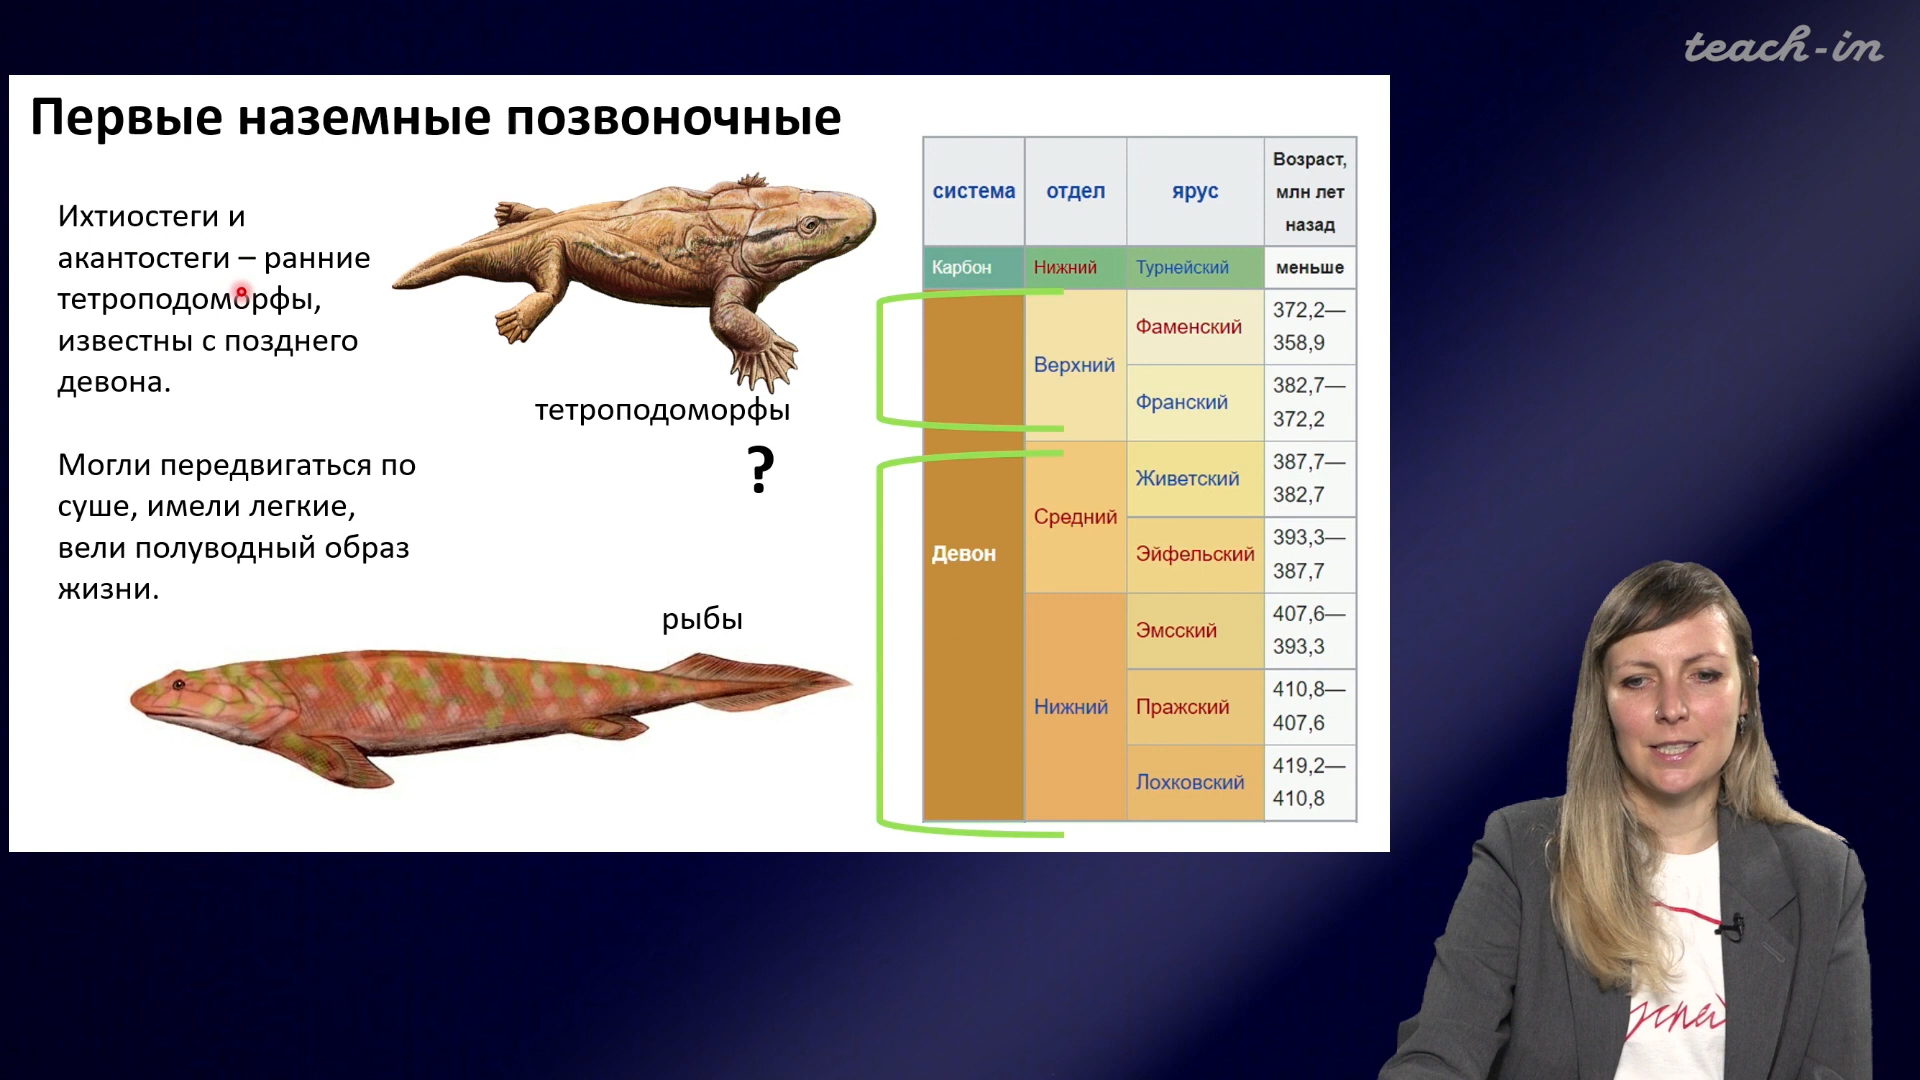 teach-in
Первые наземные позвоночные
Ихтиостеги и
акантостеги – ранние
тетроподоморфы,
известны с позднего
девона.
Могли передвигаться по
суше, имели легкие,
вели полуводный образ
жизни.
тетроподоморфы
?
рыбы
система отдел ярус Возраст,
млн лет
назад
Карбон Нижний Турнейский меньше
Девон
Верхний
Фаменский
372,2—
358,9
Франский
382,7—
372,2
Средний
Живетский
387,7—
382,7
Эйфельский
393,3—
387,7
Нижний
Эмсский
407,6—
393,3
Пражский
410,8—
407,6
Лохковский
419,2—
410,8